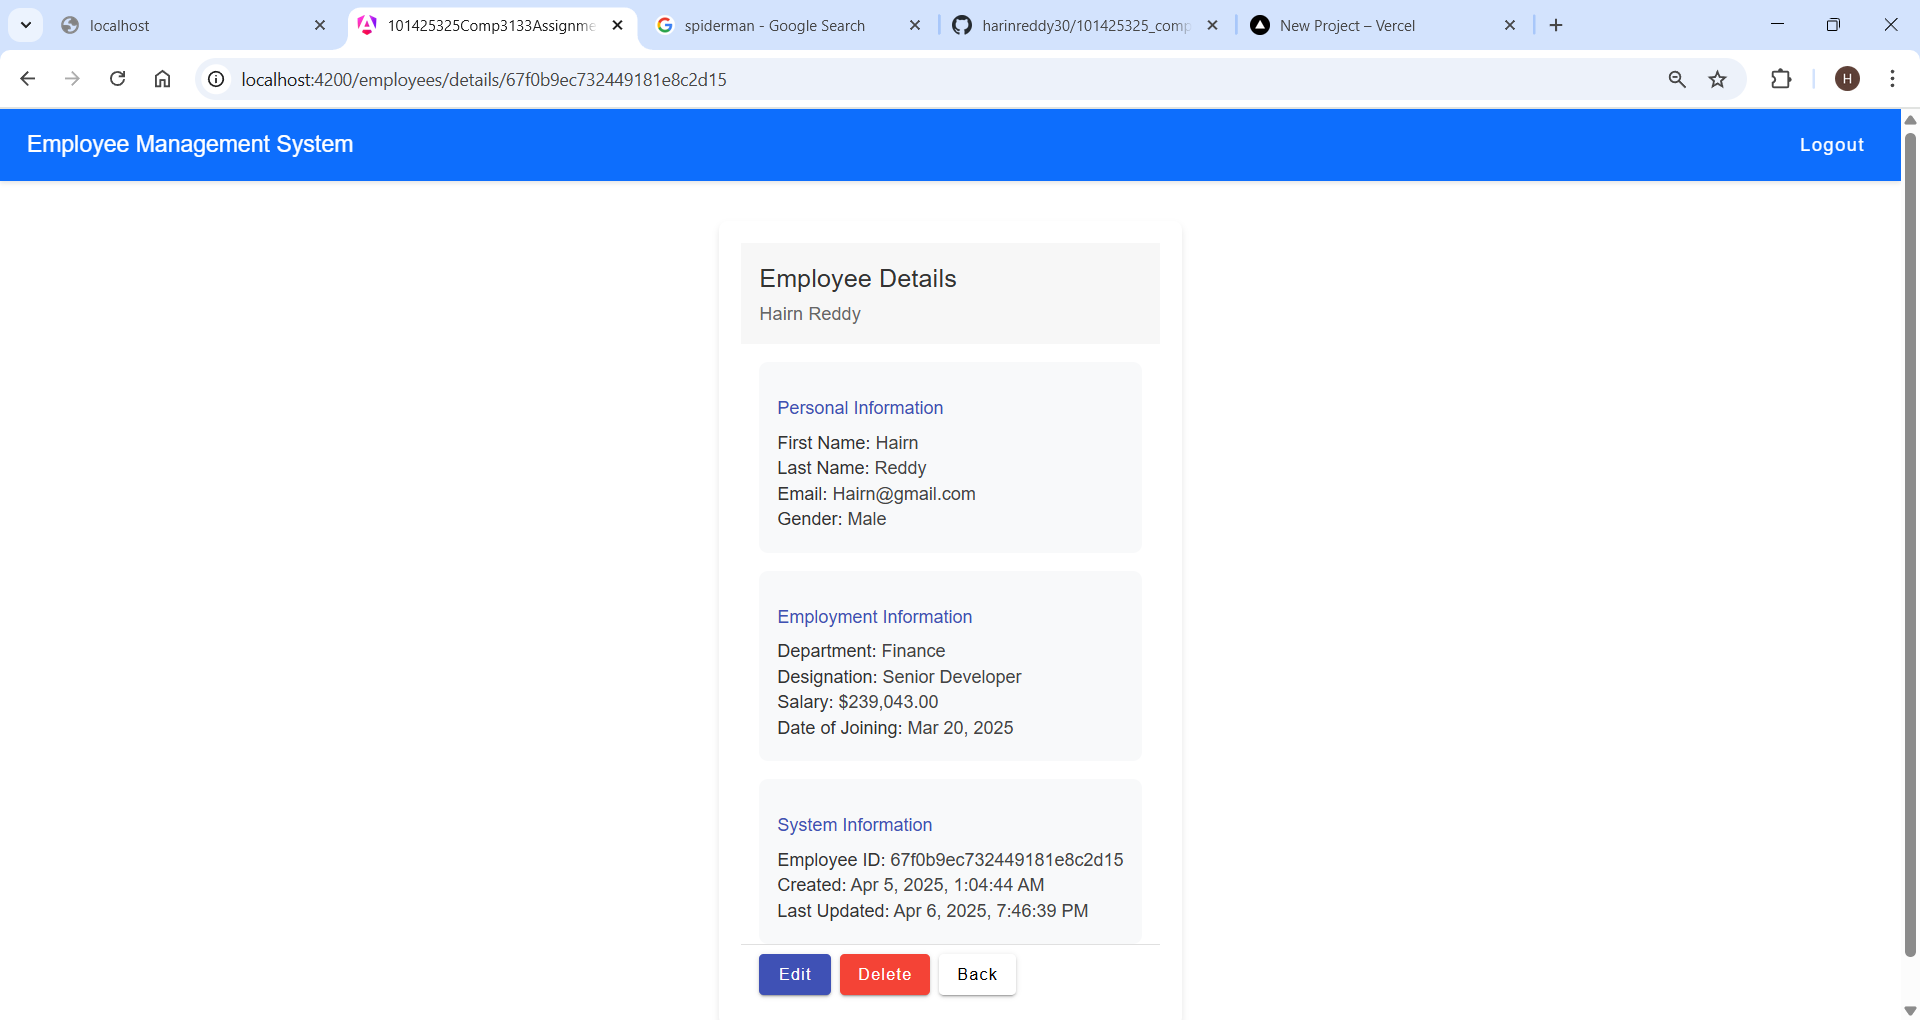 localhost
101425325Comp3133Assignme
spiderman - Google Search
harinreddy30/101425325_comp
New Project – Vercel
localhost:4200/employees/details/67f0b9ec732449181e8c2d15
H
Employee Management System
Logout
Employee Details
Hairn Reddy
Personal Information
First Name: Hairn
Last Name: Reddy
Email: Hairn@gmail.com
Gender: Male
Employment Information
Department: Finance
Designation: Senior Developer
Salary: $239,043.00
Date of Joining: Mar 20, 2025
System Information
Employee ID: 67f0b9ec732449181e8c2d15
Created: Apr 5, 2025, 1:04:44 AM
Last Updated: Apr 6, 2025, 7:46:39 PM
Edit
Delete
Back